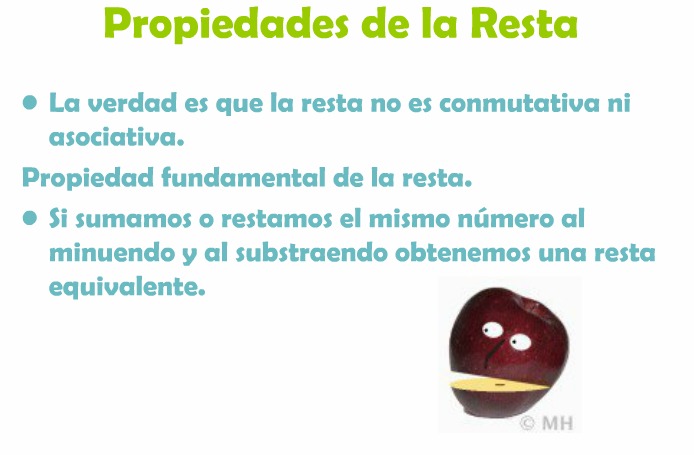 Propiedades de la Resta
• La verdad es que la resta no es conmutativa ni
asociativa.
Propiedad fundamental de la resta.
• Si sumamos o restamos el mismo número al
minuendo y al substraendo obtenemos una resta
equivalente.
© MH